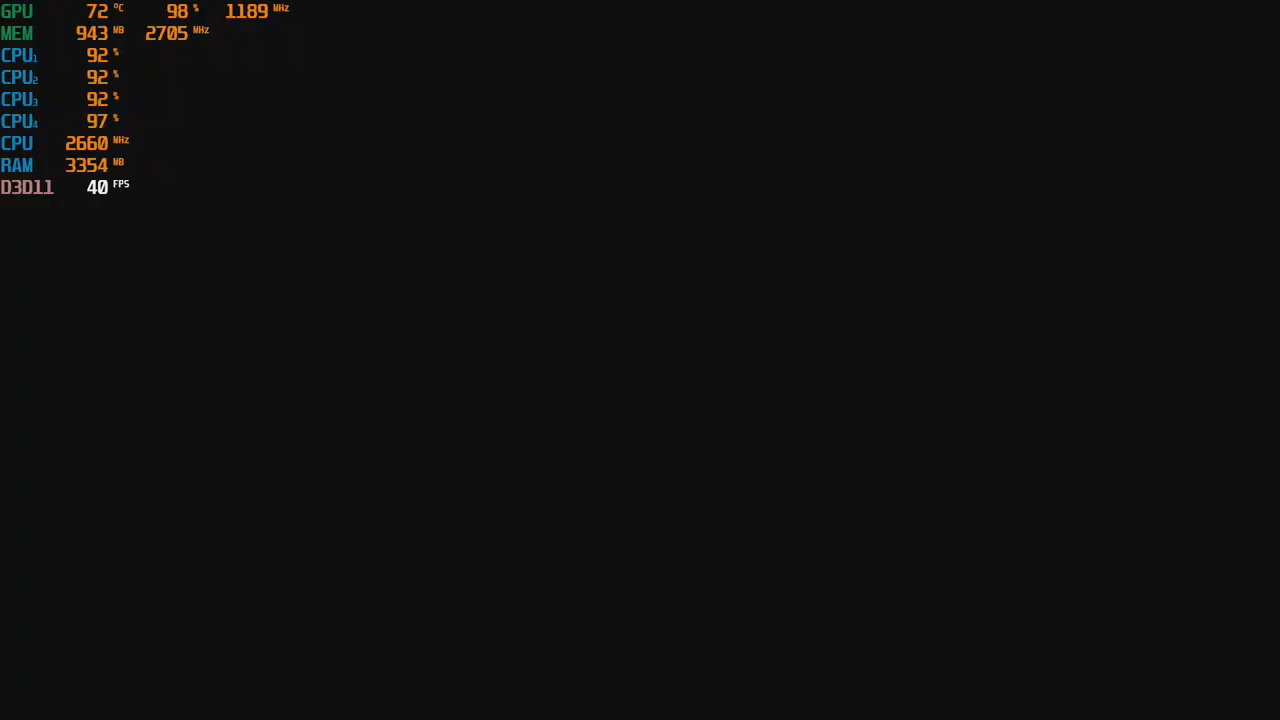 GPU 72 °C 98 % 1189 MHz
MEM 943 MB 2705 MHz
CPU1 92 %
CPU2 92 %
CPU3 92 %
CPU4 97 %
CPU 2660 MHz
RAM 3354 MB
D3D11 40 FPS